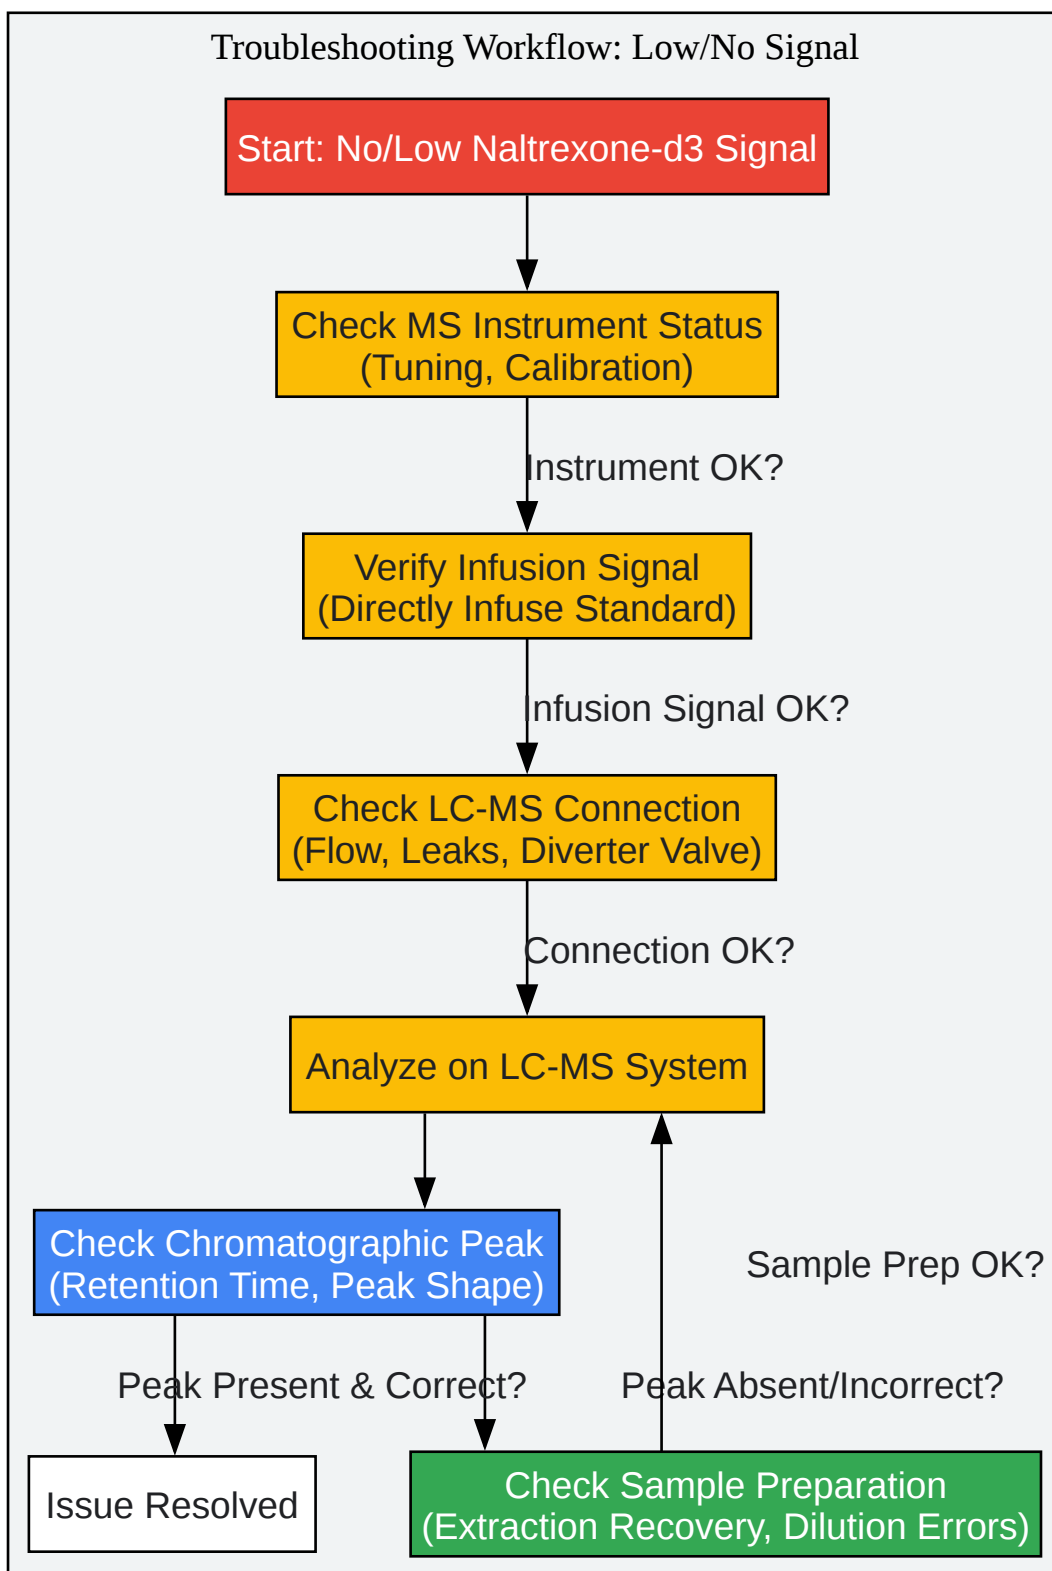 Troubleshooting Workflow: Low/No Signal
Start: No/Low Naltrexone-d3 Signal
Check MS Instrument Status
(Tuning, Calibration)
Instrument OK?
Verify Infusion Signal
(Directly Infuse Standard)
Infusion Signal OK?
Check LC-MS Connection
(Flow, Leaks, Diverter Valve)
Connection OK?
Analyze on LC-MS System
Check Chromatographic Peak
(Retention Time, Peak Shape)
Sample Prep OK?
Peak Present & Correct?
Peak Absent/Incorrect?
Issue Resolved
Check Sample Preparation
(Extraction Recovery, Dilution Errors)